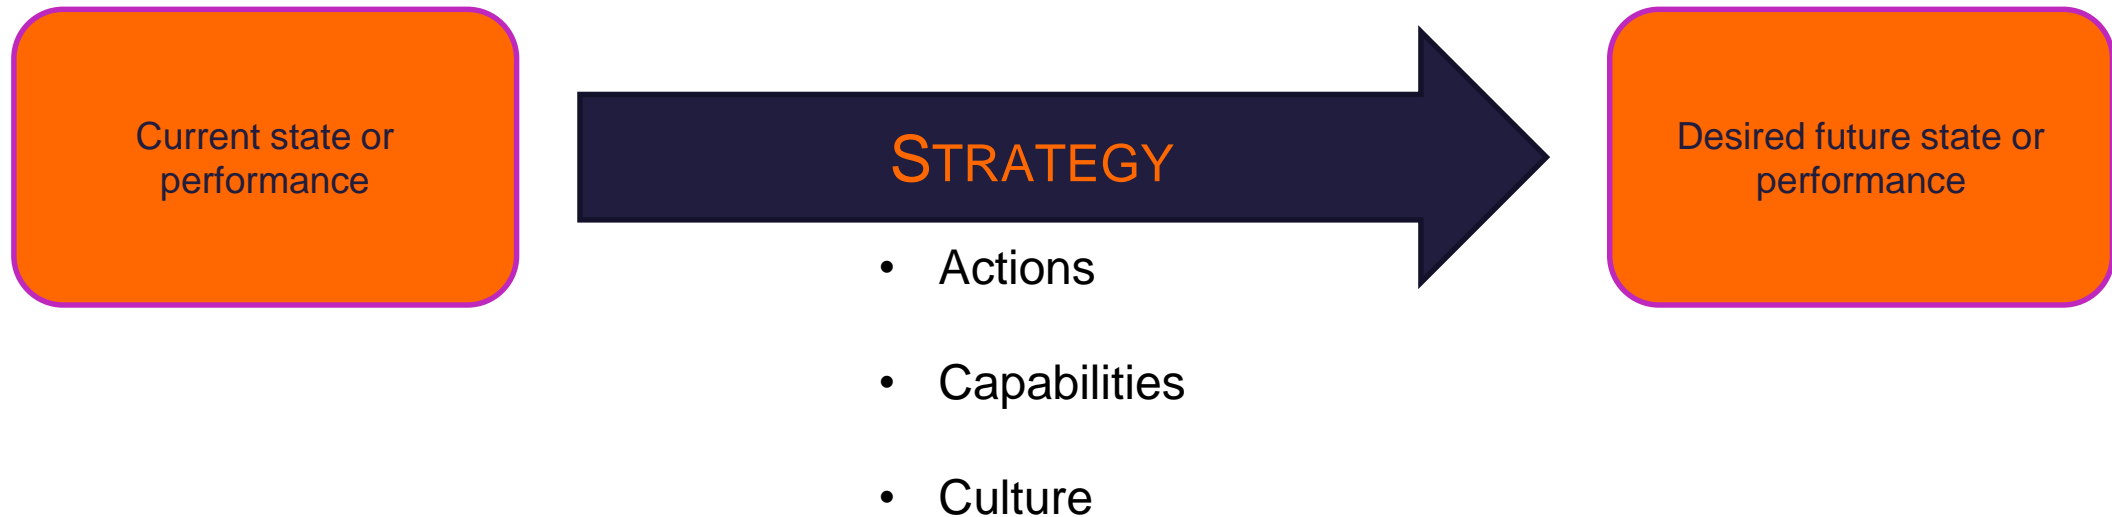 Current state or
performance
STRATEGY
Desired future state or
performance
• Actions
• Capabilities
• Culture